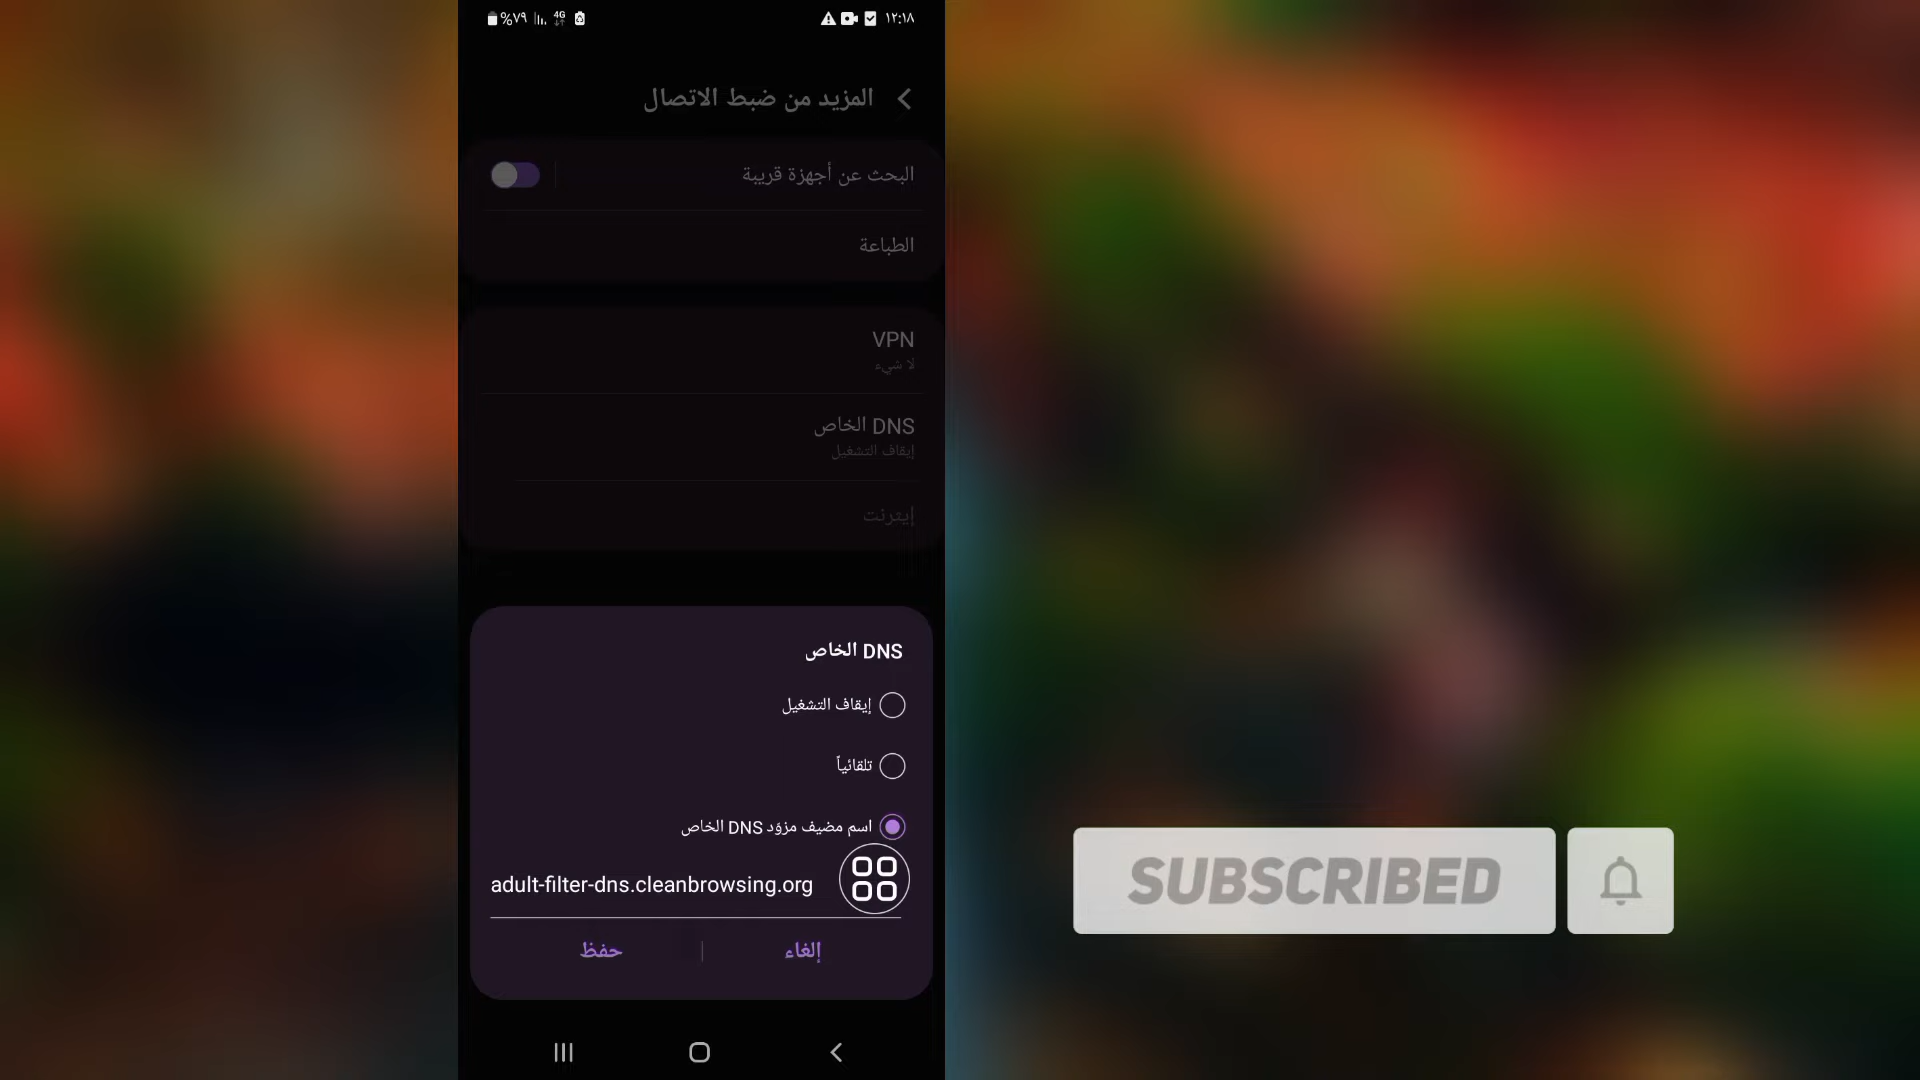 %٧٩ 4G ١٢:١٨
المزيد من ضبط الاتصال
البحث عن أجهزة قريبة
الطباعة
VPN
لا شيء
DNS الخاص
إيقاف التشغيل
إيثرنت
DNS الخاص
إيقاف التشغيل
تلقائياً
اسم مضيف مزوّد DNS الخاص
adult-filter-dns.cleanbrowsing.org
إلغاء | حفظ
SUBSCRIBED